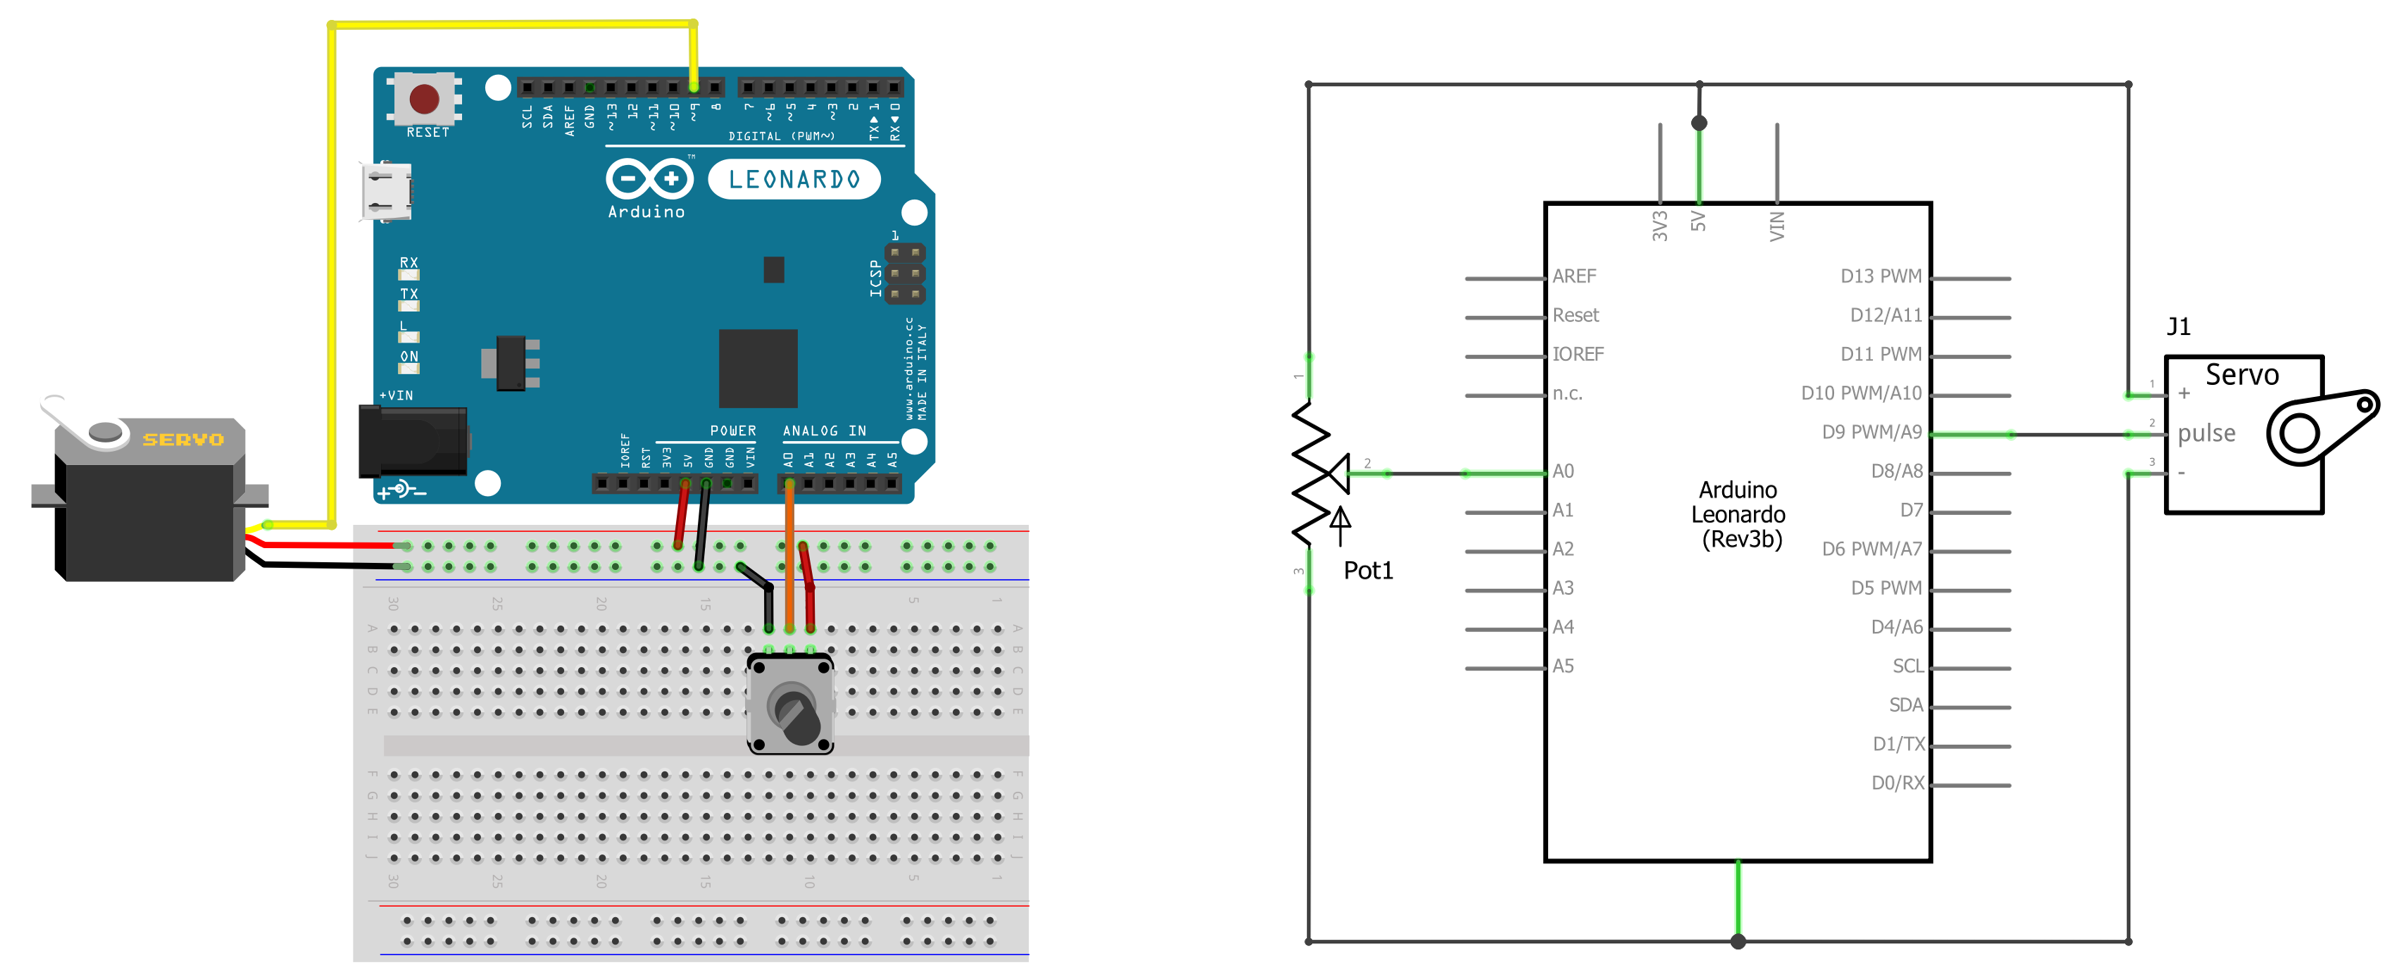 RESET
SCL
SDA
AREF
GND
~13
12
~11
~10
~9
8
7
~6
~5
4
~3
2
TX▶1
RX◀0
DIGITAL (PWM~)
TM
LEONARDO
Arduino
1
ICSP
RX
TX
L
ON
www.arduino.cc
MADE IN ITALY
+VIN
POWER
ANALOG IN
IOREF
RST
3V3
5V
GND
GND
VIN
A0
A1
A2
A3
A4
A5
+ -
SERVO
30 25 20 15 5 1
A A
B B
C C
D D
E E
F F
G G
H H
I I
J J
30 25 20 15 10 5 1
3V3
5V
VIN
AREF
Reset
IOREF
n.c.
A0
A1
A2
A3
A4
A5
D13 PWM
D12/A11
D11 PWM
D10 PWM/A10
D9 PWM/A9
D8/A8
D7
D6 PWM/A7
D5 PWM
D4/A6
SCL
SDA
D1/TX
D0/RX
Arduino
Leonardo
(Rev3b)
1
2
3
Pot1
J1
Servo
1 +
2 pulse
3 -